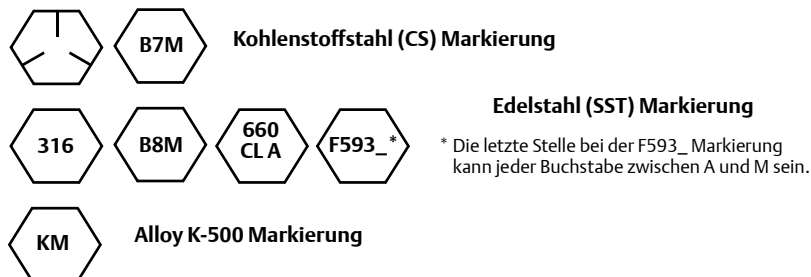 B7M
Kohlenstoffstahl (CS) Markierung
Edelstahl (SST) Markierung
316
B8M
660
CL A
F593_*
* Die letzte Stelle bei der F593_ Markierung
kann jeder Buchstabe zwischen A und M sein.
KM
Alloy K-500 Markierung